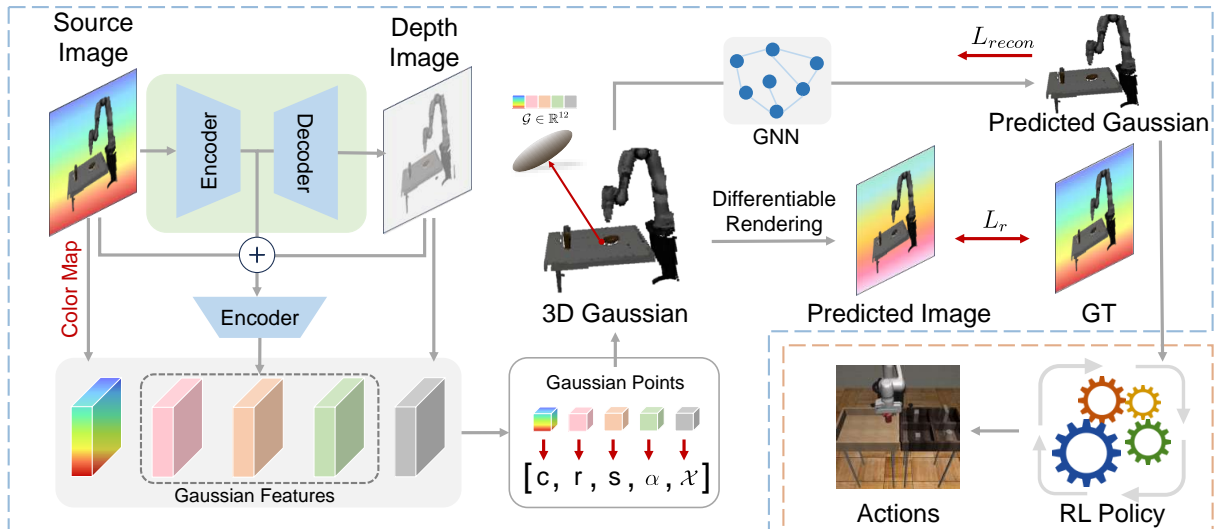 Source
Image
Depth
Image
Encoder
Decoder
Color Map
+
Encoder
Gaussian Features
Gaussian Points
[c, r, s, α, 𝒳]
𝒢 ∈ ℝ¹²
3D Gaussian
GNN
L_recon
Predicted Gaussian
Differentiable
Rendering
L_r
Predicted Image
GT
Actions
RL Policy